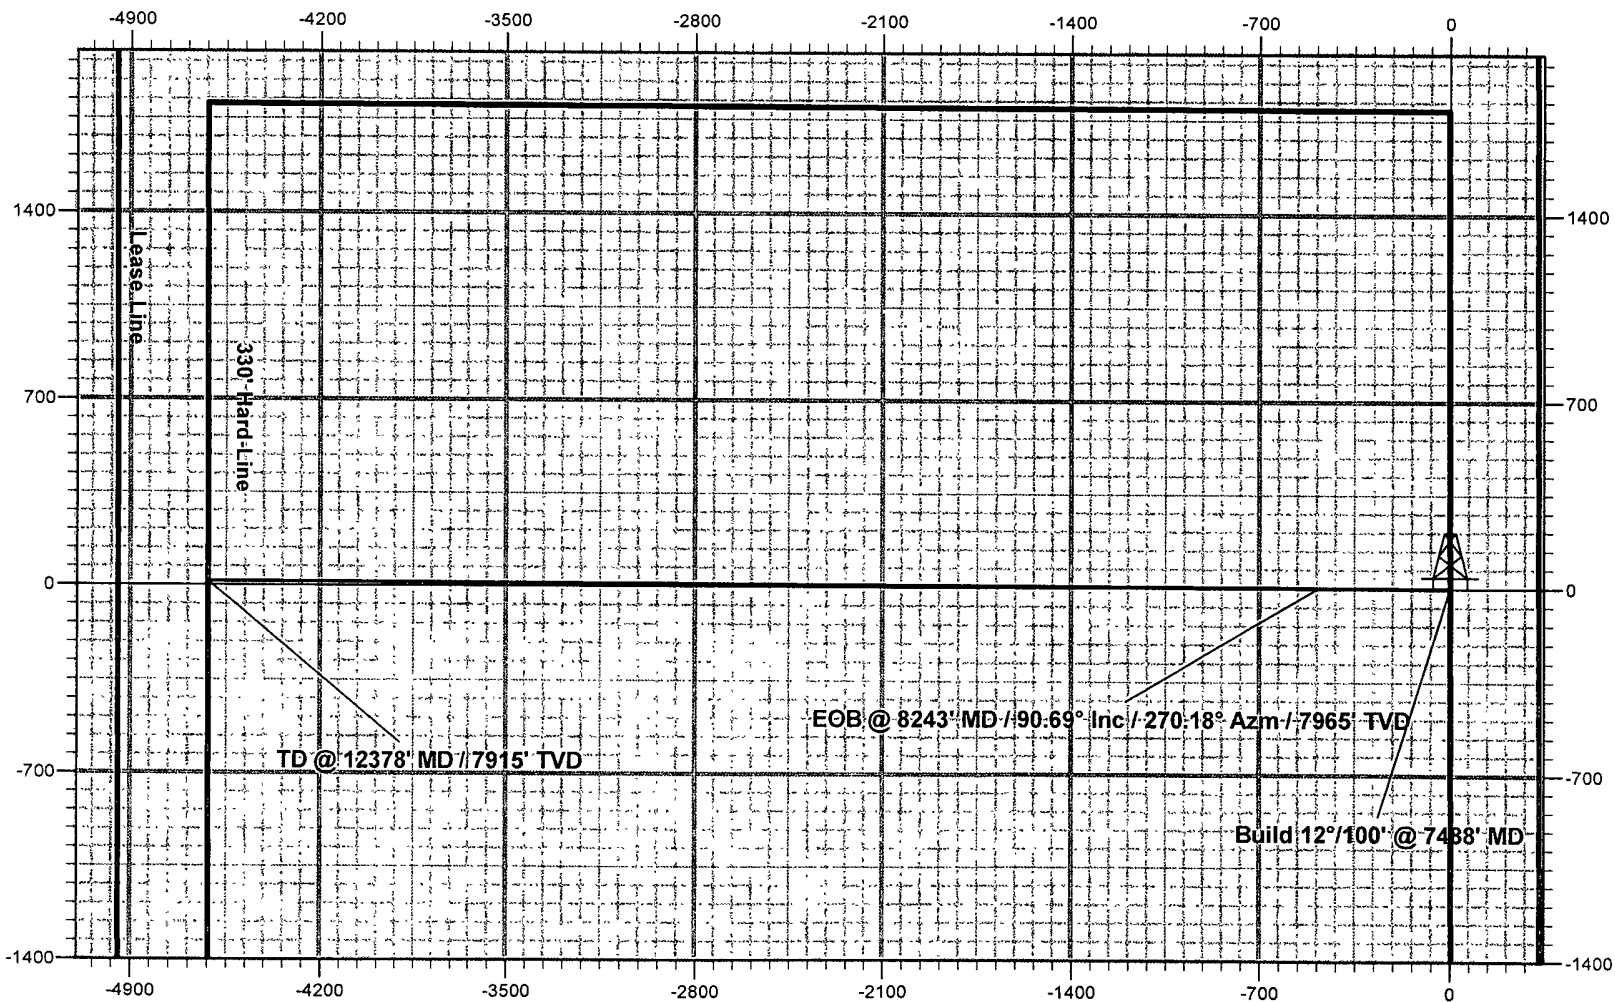 -4900 -4200 -3500 -2800 -2100 -1400 -700 0
Lease Line
330' Hard-Line
1400 1400
700 700
0 0
EOB @ 8243' MD / 90.69° Inc / 270.18° Azm / 7965' TVD
TD @ 12378' MD / 7915' TVD
-700 -700
Build 12°/100' @ 7488' MD
-1400 -1400
-4900 -4200 -3500 -2800 -2100 -1400 -700 0